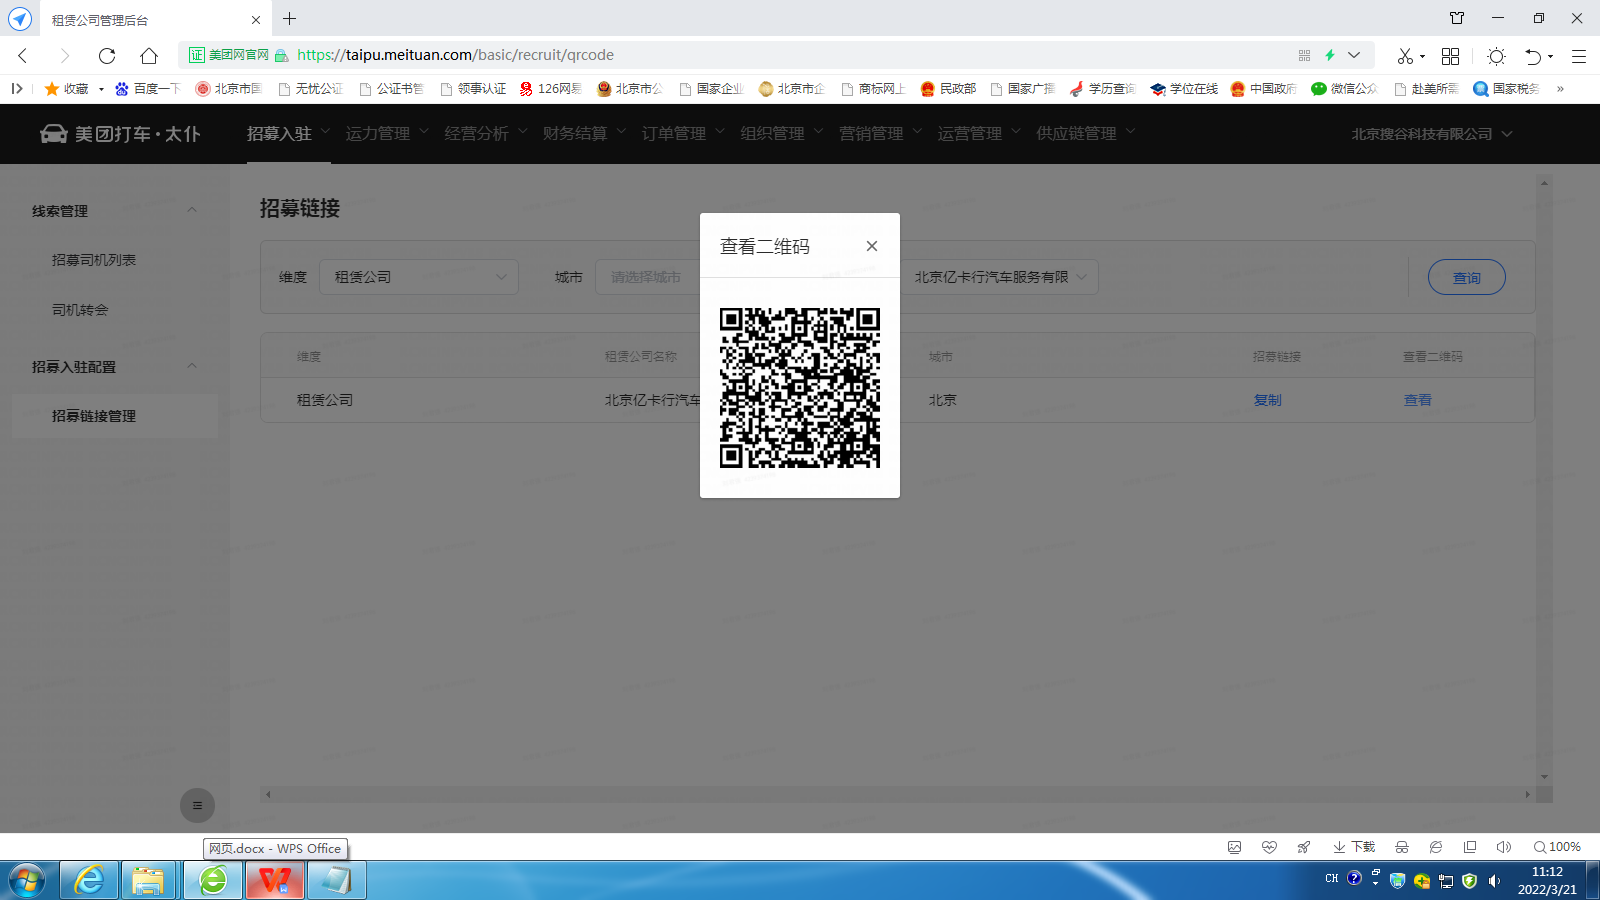 租赁公司管理后台
证 美团网官网 https://taipu.meituan.com/basic/recruit/qrcode
收藏 百度一下 北京市国 无忧公证 公证书管 领事认证 126网易 北京市公 国家企业 北京市企 商标网上 民政部 国家广播 学历查询 学位在线 中国政府 微信公众 赴美所需 国家税务 »
美团打车·太仆 招募入驻 运力管理 经营分析 财务结算 订单管理 组织管理 营销管理 运营管理 供应链管理 北京搜谷科技有限公司
线索管理
招募司机列表
司机转会
招募入驻配置
招募链接管理
招募链接
维度 租赁公司 城市 请选择城市 北京亿卡行汽车服务有限 查询
维度 租赁公司名称 城市 招募链接 查看二维码
租赁公司 北京亿卡行汽车 北京 复制 查看
查看二维码
网页.docx - WPS Office
下载 100%
CH
11:12
2022/3/21